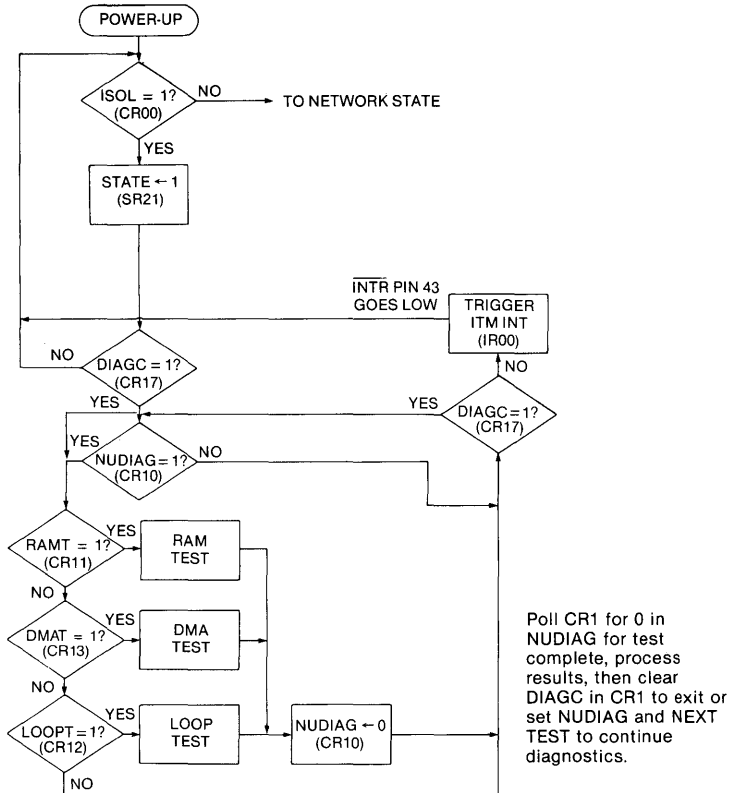 POWER-UP
ISOL = 1?
(CR00)
NO
TO NETWORK STATE
YES
STATE ← 1
(SR21)
INTR PIN 43
GOES LOW
TRIGGER
ITM INT
(IR00)
NO
DIAGC = 1?
(CR17)
NO
YES
YES
DIAGC=1?
(CR17)
YES
NUDIAG=1?
(CR10)
NO
RAMT = 1?
(CR11)
YES
RAM
TEST
NO
DMAT = 1?
(CR13)
YES
DMA
TEST
NO
LOOPT=1?
(CR12)
YES
LOOP
TEST
NUDIAG ← 0
(CR10)
NO
Poll CR1 for 0 in
NUDIAG for test
complete, process
results, then clear
DIAGC in CR1 to exit or
set NUDIAG and NEXT
TEST to continue
diagnostics.